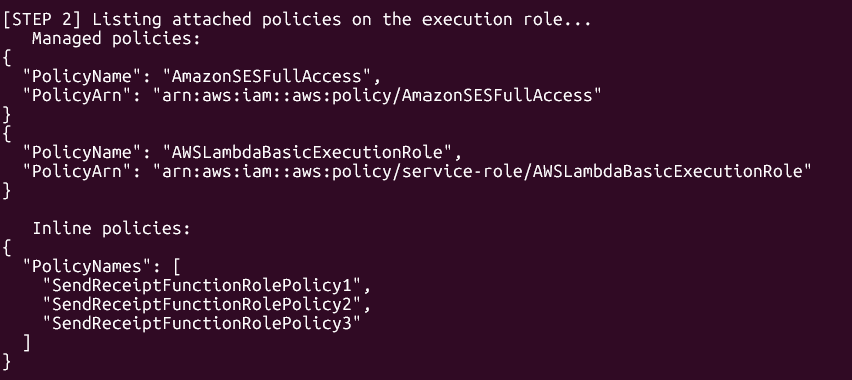 [STEP 2] Listing attached policies on the execution role...
   Managed policies:
{
  "PolicyName": "AmazonSESFullAccess",
  "PolicyArn": "arn:aws:iam::aws:policy/AmazonSESFullAccess"
}
{
  "PolicyName": "AWSLambdaBasicExecutionRole",
  "PolicyArn": "arn:aws:iam::aws:policy/service-role/AWSLambdaBasicExecutionRole"
}

   Inline policies:
{
  "PolicyNames": [
    "SendReceiptFunctionRolePolicy1",
    "SendReceiptFunctionRolePolicy2",
    "SendReceiptFunctionRolePolicy3"
  ]
}